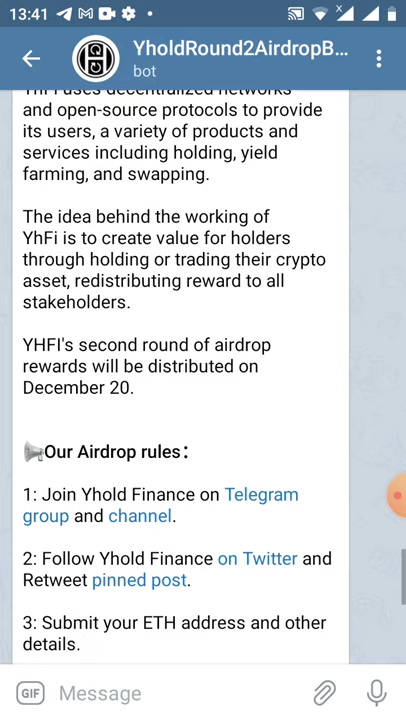 13:41
YholdRound2AirdropB...
bot
and open-source protocols to provide
its users, a variety of products and
services including holding, yield
farming, and swapping.
The idea behind the working of
YhFi is to create value for holders
through holding or trading their crypto
asset, redistributing reward to all
stakeholders.
YHFI's second round of airdrop
rewards will be distributed on
December 20.
Our Airdrop rules:
1: Join Yhold Finance on Telegram
group and channel.
2: Follow Yhold Finance on Twitter and
Retweet pinned post.
3: Submit your ETH address and other
details.
GIF Message